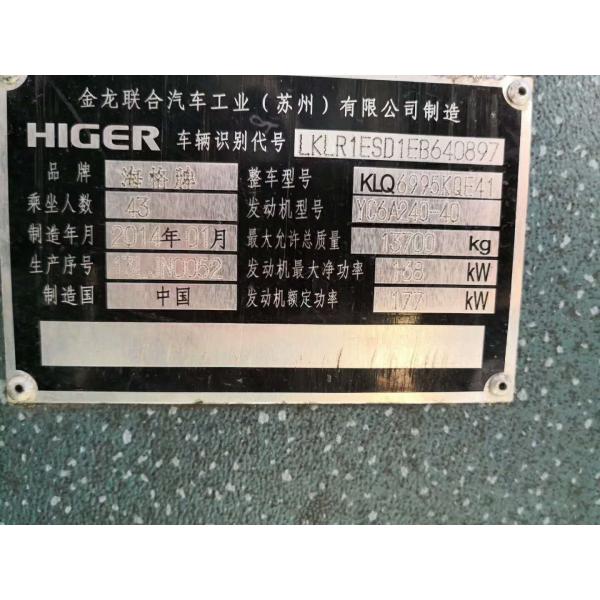 金龙联合汽车工业（苏州）有限公司制造
HIGER 车辆识别代号 LKLR1ESD1EB640897
品牌 海格牌 整车型号 KLQ6995KQE41
乘坐人数 43 发动机型号 YC6A240-40
制造年月 2014年01月 最大允许总质量 13700 kg
生产序号 发动机最大净功率 168 kW
制造国 中国 发动机额定功率 177 kW